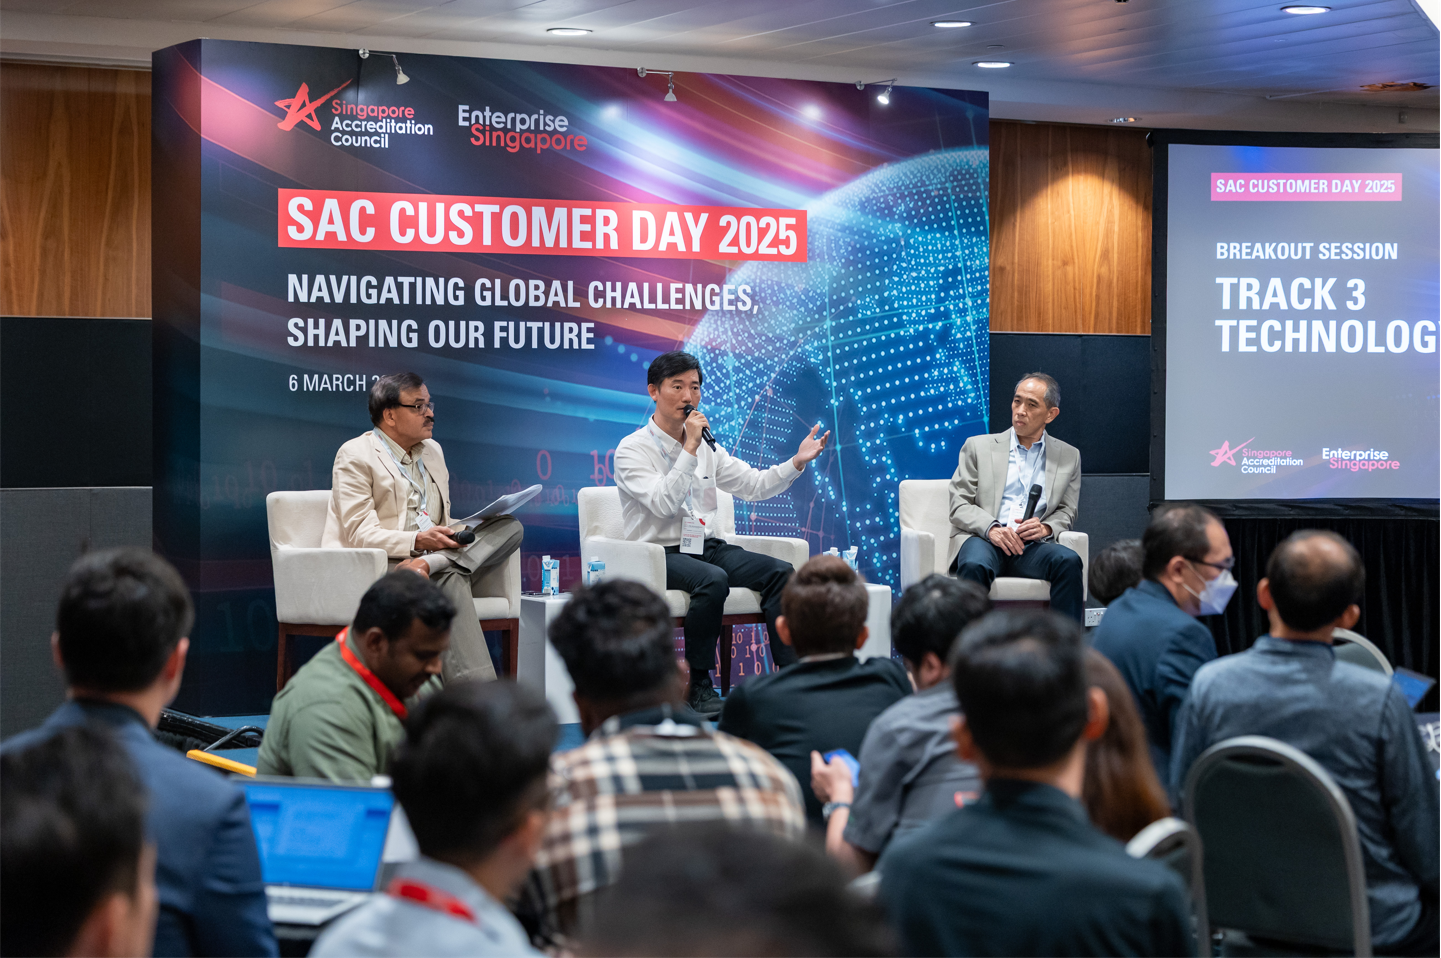 Singapore
Accreditation
Council
Enterprise
Singapore
SAC CUSTOMER DAY 2025
NAVIGATING GLOBAL CHALLENGES,
SHAPING OUR FUTURE
6 MARCH
SAC CUSTOMER DAY 2025
BREAKOUT SESSION
TRACK 3
TECHNOLOG
Singapore
Accreditation
Council
Enterprise
Singapore